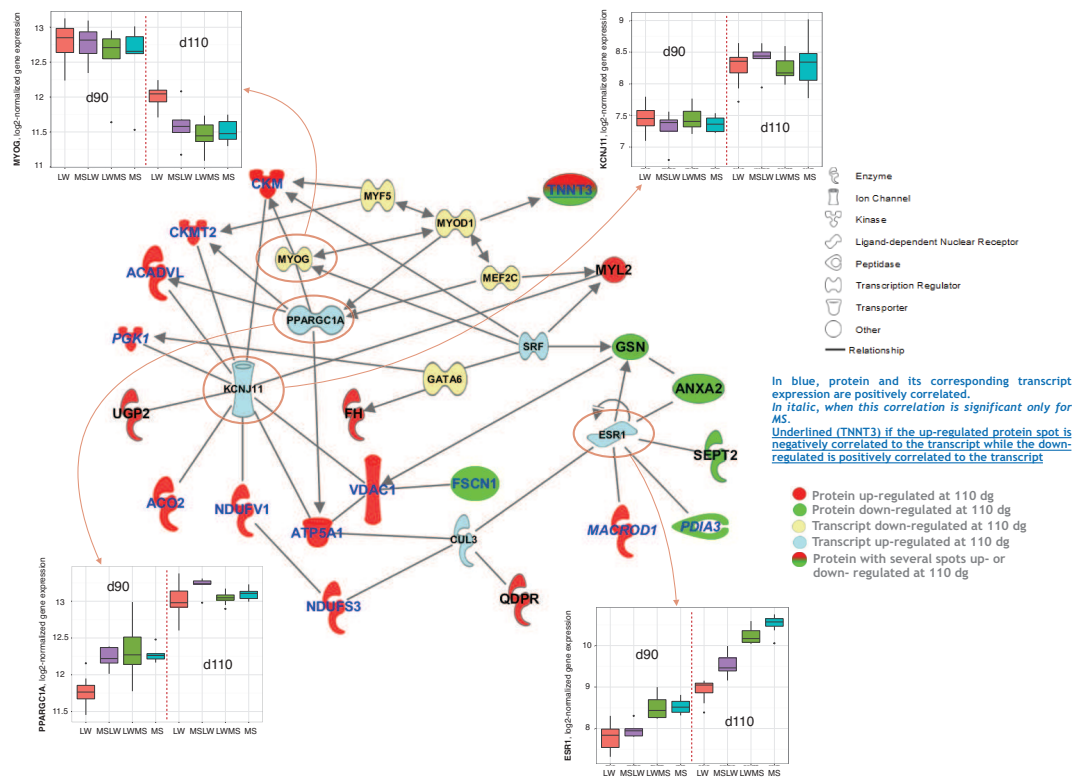 MYOG, log2-normalized gene expression
13
12.5
12
11.5
11
d90
d110
LW MSLW LWMS MS LW MSLW LWMS MS
KCNJ11, log2-normalized gene expression
9
8.5
8
7.5
7
d90
d110
LW MSLW LWMS MS LW MSLW LWMS MS
Enzyme
Ion Channel
Kinase
Ligand-dependent Nuclear Receptor
Peptidase
Transcription Regulator
Transporter
Other
Relationship
CKM
MYF5
TNNT3
MYOD1
CKMT2
MYOG
ACADVL
MEF2C
MYL2
PPARGC1A
PGK1
SRF
GSN
KCNJ11
GATA6
ANXA2
UGP2
FH
ESR1
SEPT2
ACO2
NDUFV1
VDAC1
FSCN1
ATP5A1
CUL3
MACROD1
PDIA3
NDUFS3
QDPR
In blue, protein and its corresponding transcript
expression are positively correlated.
In italic, when this correlation is significant only for
MS.
Underlined (TNNT3) if the up-regulated protein spot is
negatively correlated to the transcript while the down-
regulated is positively correlated to the transcript
Protein up-regulated at 110 dg
Protein down-regulated at 110 dg
Transcript down-regulated at 110 dg
Transcript up-regulated at 110 dg
Protein with several spots up- or
down- regulated at 110 dg
PPARGC1A, log2-normalized gene expression
13
12.5
12
11.5
d90
d110
LW MSLW LWMS MS LW MSLW LWMS MS
ESR1, log2-normalized gene expression
10
9
8
d90
d110
LW MSLW LWMS MS LW MSLW LWMS MS